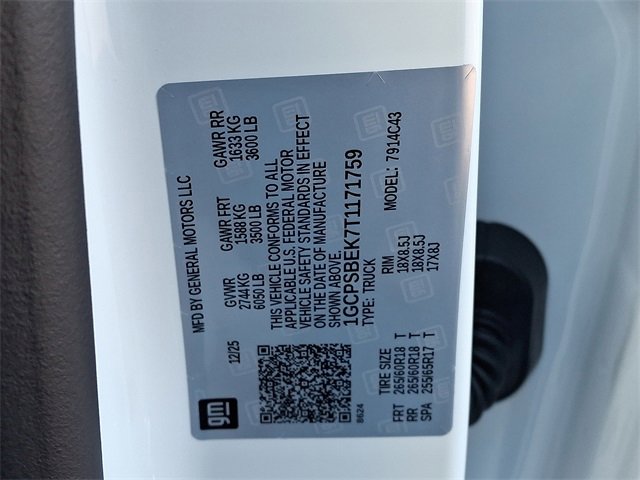 MFD BY GENERAL MOTORS LLC
12/25
GVWR GAWR FRT GAWR RR
2744 KG 1588 KG 1633 KG
6050 LB 3500 LB 3600 LB
THIS VEHICLE CONFORMS TO ALL
APPLICABLE U.S. FEDERAL MOTOR
VEHICLE SAFETY STANDARDS IN EFFECT
ON THE DATE OF MANUFACTURE
SHOWN ABOVE.
1GCPSBEK7T1171759
TYPE: TRUCK MODEL: 7914C43
gm
8624
TIRE SIZE RIM
FRT 265/60R18 T 18X8.5J
RR 265/60R18 T 18X8.5J
SPA 255/65R17 T 17X8J